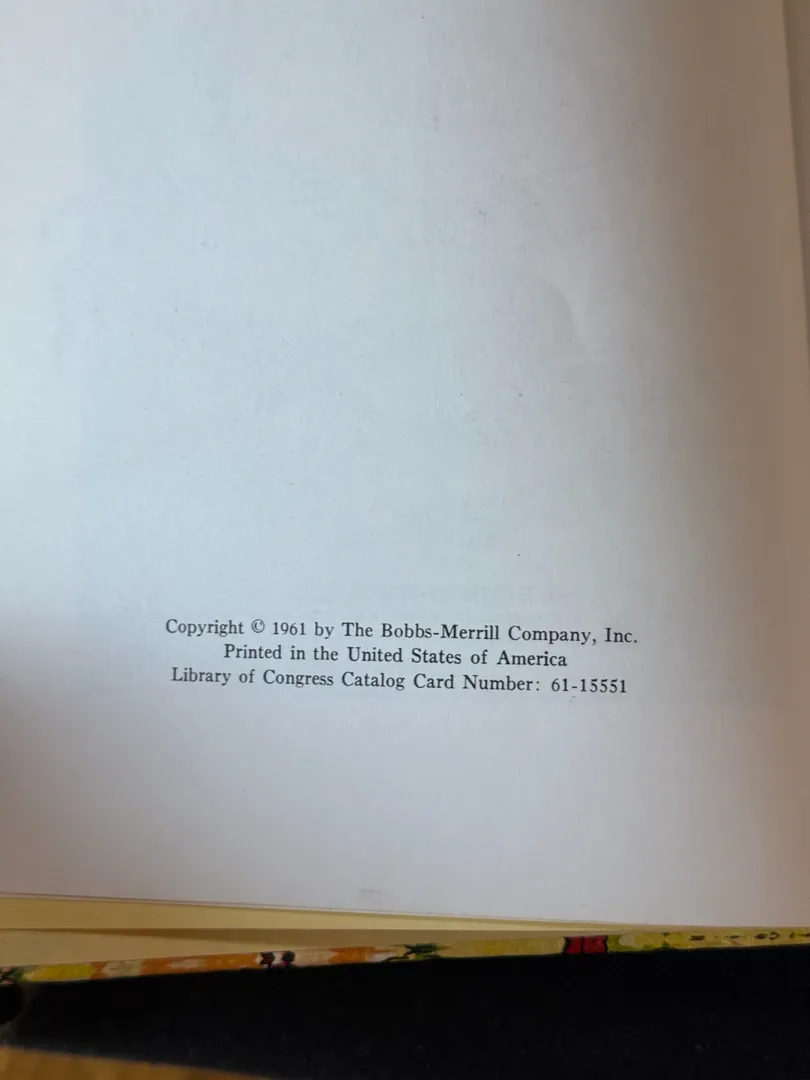 Copyright © 1961 by The Bobbs-Merrill Company, Inc.
Printed in the United States of America
Library of Congress Catalog Card Number: 61-15551